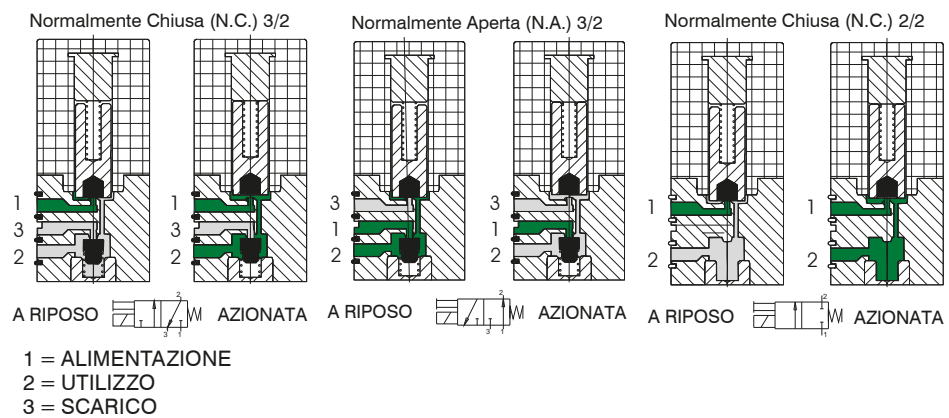 Normalmente Chiusa (N.C.) 3/2
Normalmente Aperta (N.A.) 3/2
Normalmente Chiusa (N.C.) 2/2
1
3
2
3
1
2
1
2
A RIPOSO
2
3 1
AZIONATA
A RIPOSO
2
3 1
AZIONATA
A RIPOSO
2
1
AZIONATA
1 = ALIMENTAZIONE
2 = UTILIZZO
3 = SCARICO